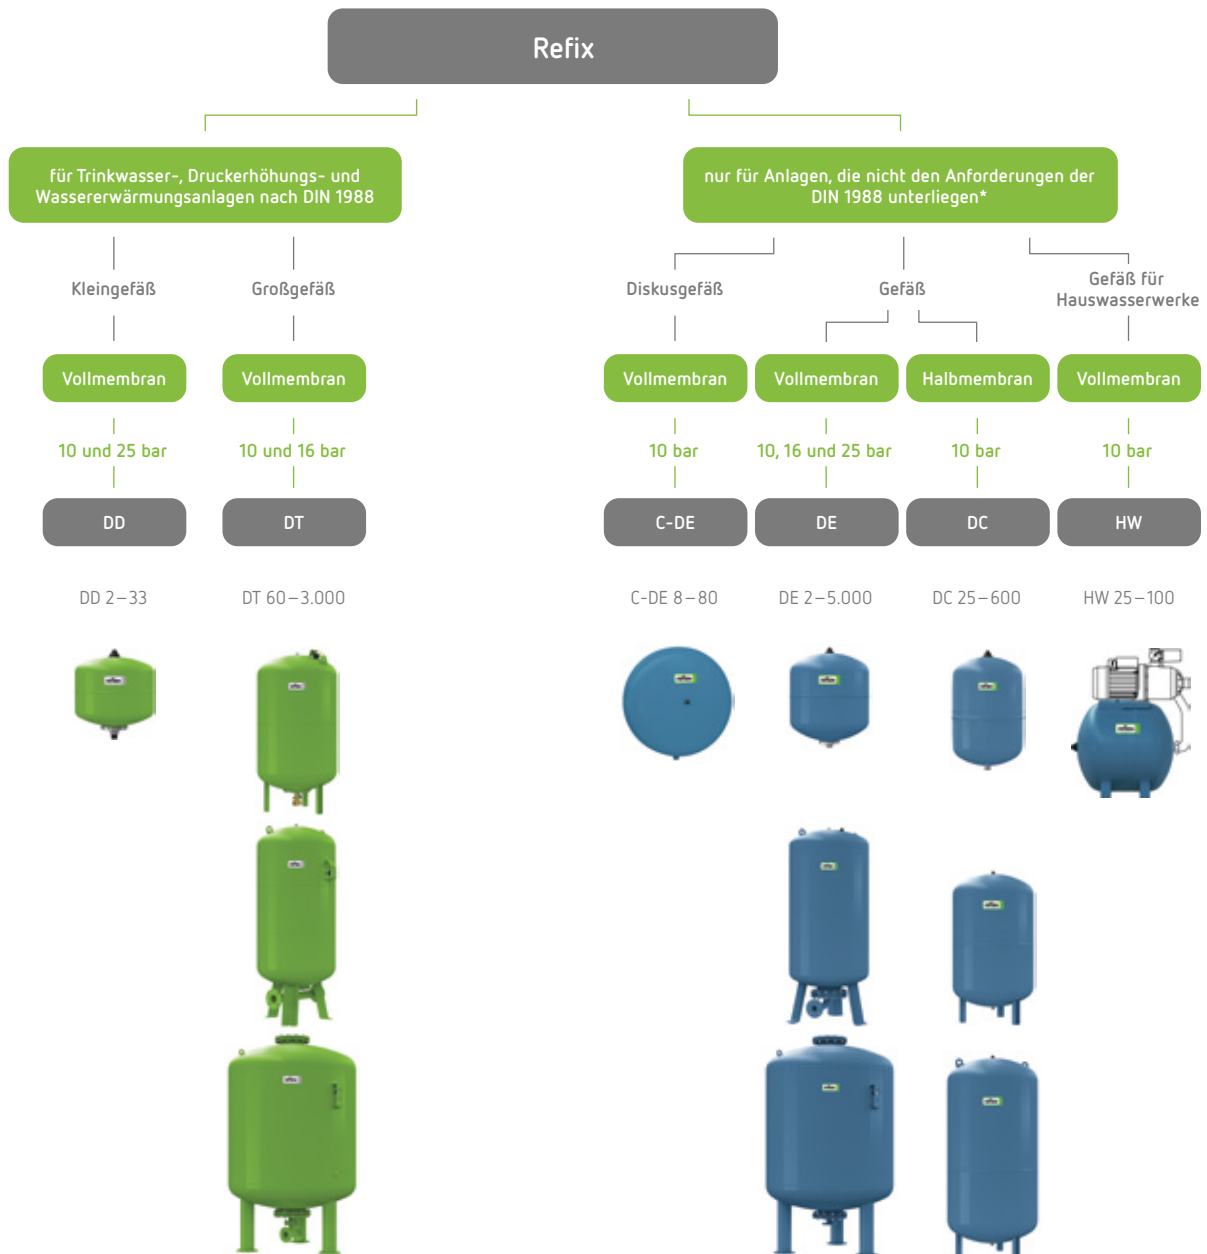 Refix
für Trinkwasser-, Druckerhöhungs- und
Wassererwärmungsanlagen nach DIN 1988
nur für Anlagen, die nicht den Anforderungen der
DIN 1988 unterliegen*
Kleingefäß
Großgefäß
Diskusgefäß
Gefäß
Gefäß für
Hauswasserwerke
Vollmembran
Vollmembran
Vollmembran
Vollmembran
Halbmembran
Vollmembran
10 und 25 bar
10 und 16 bar
10 bar
10, 16 und 25 bar
10 bar
10 bar
DD
DT
C-DE
DE
DC
HW
DD 2–33
DT 60–3.000
C-DE 8–80
DE 2–5.000
DC 25–600
HW 25–100